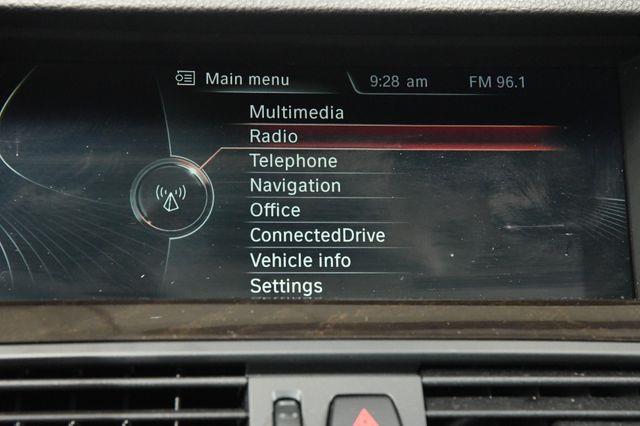 Main menu 9:28 am FM 96.1
Multimedia
Radio
Telephone
Navigation
Office
ConnectedDrive
Vehicle info
Settings